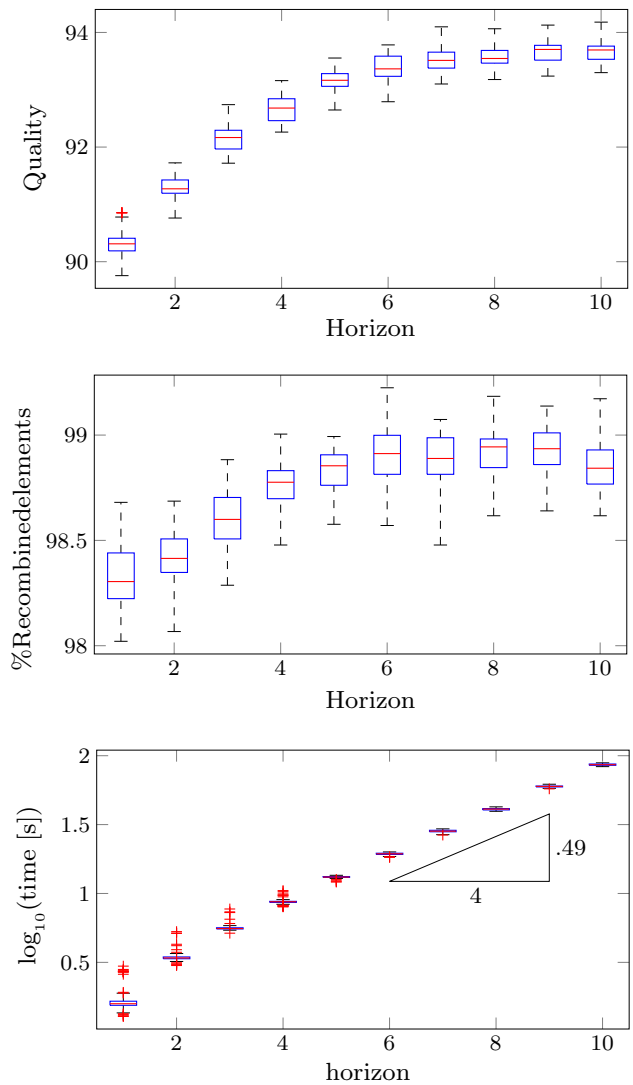 94
92
90
Quality
2 4 6 8 10
Horizon
99
98.5
98
%Recombinedelements
2 4 6 8 10
Horizon
2
1.5
1
0.5
log₁₀(time [s])
.49
4
2 4 6 8 10
horizon